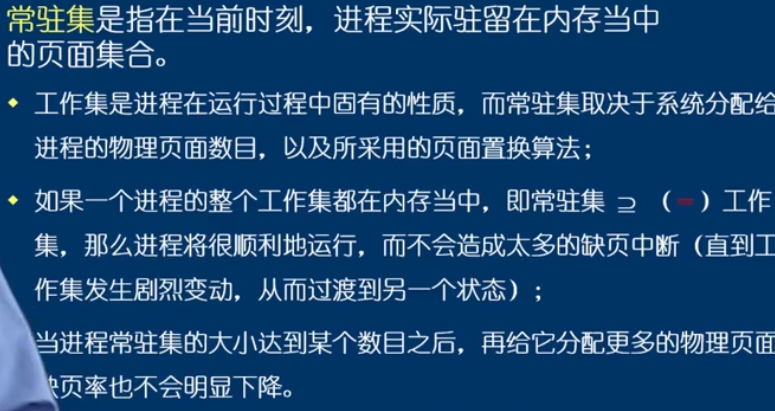 常驻集是指在当前时刻，进程实际驻留在内存当中
的页面集合。
◆ 工作集是进程在运行过程中固有的性质，而常驻集取决于系统分配给
进程的物理页面数目，以及所采用的页面置换算法；
◆ 如果一个进程的整个工作集都在内存当中，即常驻集 ⊇ （=）工作
集，那么进程将很顺利地运行，而不会造成太多的缺页中断（直到工
作集发生剧烈变动，从而过渡到另一个状态）；
当进程常驻集的大小达到某个数目之后，再给它分配更多的物理页面
缺页率也不会明显下降。